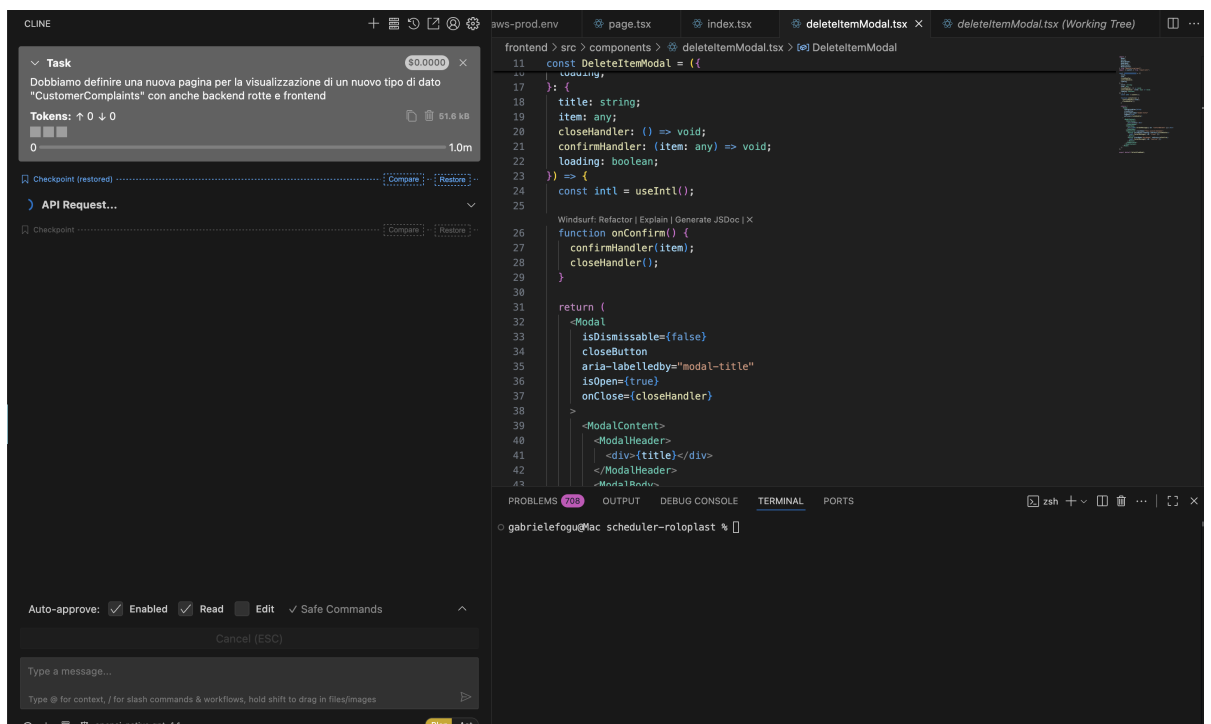 CLINE
Task
$0.0000
Dobbiamo definire una nuova pagina per la visualizzazione di un nuovo tipo di dato
"CustomerComplaints" con anche backend rotte e frontend
Tokens: ↑ 0 ↓ 0
51.6 kB
0
1.0m
Checkpoint (restored)
Compare
Restore
API Request...
Checkpoint
Compare
Restore
Auto-approve: Enabled Read Edit ✓ Safe Commands
Cancel (ESC)
Type a message...
Type @ for context, / for slash commands & workflows, hold shift to drag in files/images
aws-prod.env page.tsx index.tsx deleteItemModal.tsx deleteItemModal.tsx (Working Tree)
frontend > src > components > deleteItemModal.tsx > DeleteItemModal
11 const DeleteItemModal = ({
16 loading,
17 }: {
18 title: string;
19 item: any;
20 closeHandler: () => void;
21 confirmHandler: (item: any) => void;
22 loading: boolean;
23 }) => {
24 const intl = useIntl();
25
Windsurf: Refactor | Explain | Generate JSDoc | X
26 function onConfirm() {
27 confirmHandler(item);
28 closeHandler();
29 }
30
31 return (
32 <Modal
33 isDismissable={false}
34 closeButton
35 aria-labelledby="modal-title"
36 isOpen={true}
37 onClose={closeHandler}
38 >
39 <ModalContent>
40 <ModalHeader>
41 <div>{title}</div>
42 </ModalHeader>
43 <ModalBody>
PROBLEMS 708 OUTPUT DEBUG CONSOLE TERMINAL PORTS
zsh
gabrielefogu@Mac scheduler-roloplast %